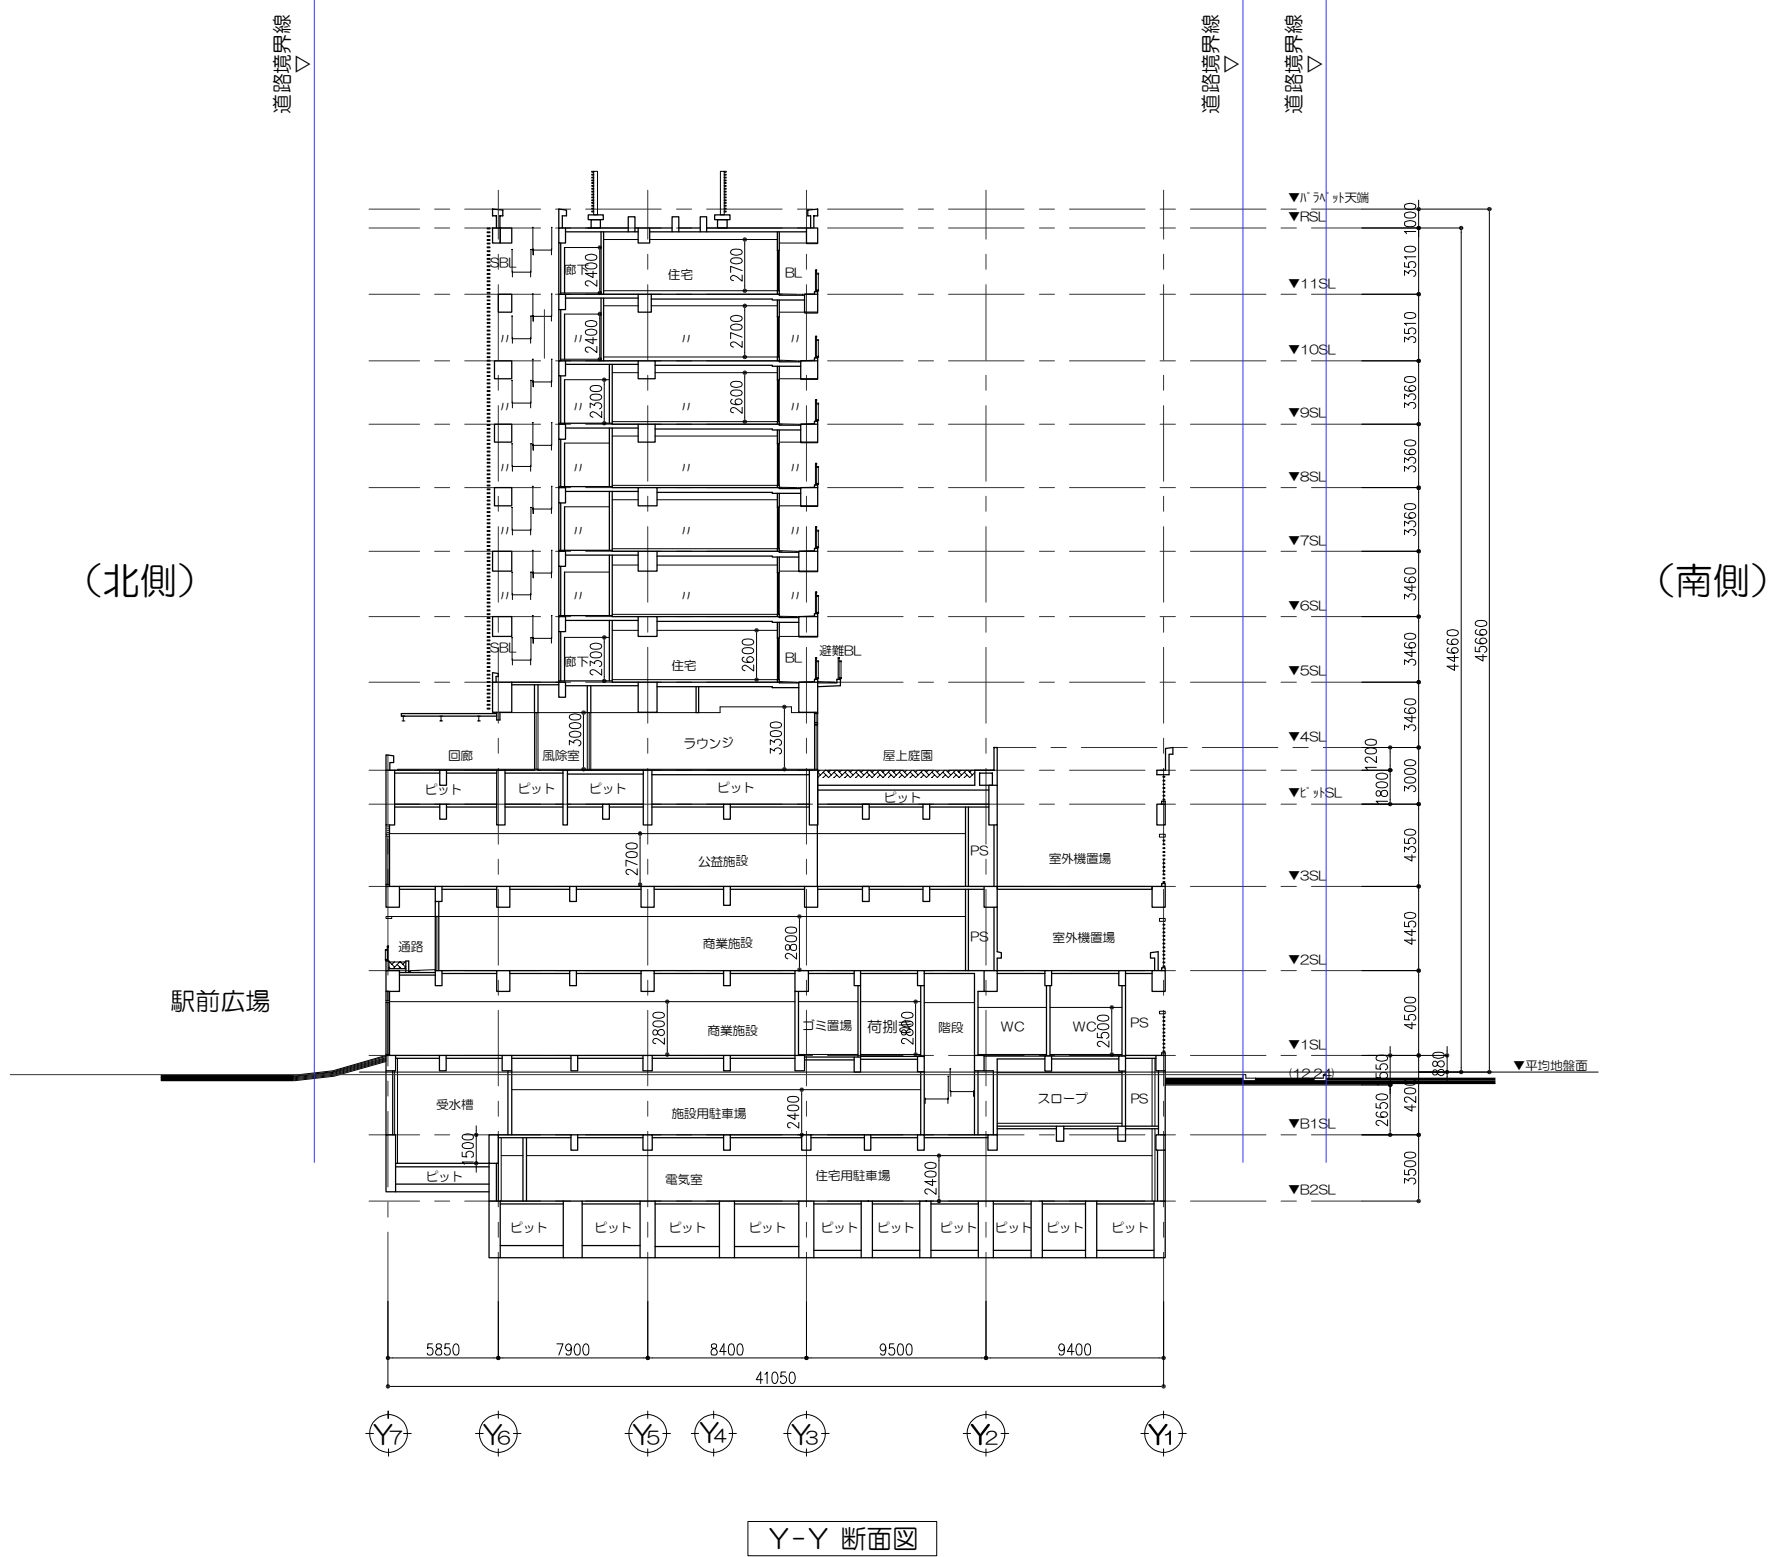 道路境界線
▽
道路境界線
▽
道路境界線
▽
▼パラペット天端
▼RSL
1000
3510
SBL
廊下
2400
住宅
2700
BL
▼11SL
3510
〃
〃
2400
〃
2700
〃
▼10SL
3360
〃
〃
2300
〃
2600
〃
▼9SL
3360
〃
〃
〃
〃
▼8SL
3360
〃
〃
〃
〃
▼7SL
3460
〃
〃
〃
〃
▼6SL
3460
SBL
廊下
2300
住宅
2600
BL
避難BL
▼5SL
3460
44660
45660
(北側)
(南側)
回廊
風除室
3000
ラウンジ
3300
屋上庭園
▼4SL
1200
3000
ピット
ピット
ピット
ピット
ピット
1800
▼ピットSL
4350
2700
公益施設
PS
室外機置場
▼3SL
4450
通路
商業施設
2800
PS
室外機置場
▼2SL
4500
駅前広場
2800
商業施設
ゴミ置場
荷捌き
2800
階段
WC
WC
2500
PS
▼1SL
(1224)
1550
880
▼平均地盤面
4200
受水槽
施設用駐車場
2400
スロープ
PS
2650
▼B1SL
1500
ピット
電気室
住宅用駐車場
2400
3500
▼B2SL
ピット
ピット
ピット
ピット
ピット
ピット
ピット
ピット
ピット
ピット
5850
7900
8400
9500
9400
41050
Y7
Y6
Y5
Y4
Y3
Y2
Y1
Y-Y 断面図